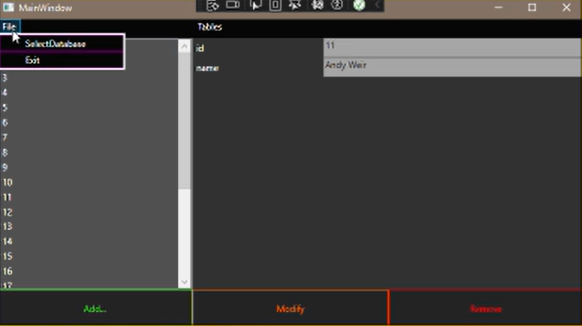 MainWindow
File
Tables
SelectDatabase
Exit
id
11
name
Andy Weir
3
4
5
6
7
8
9
10
11
12
13
14
15
16
17
Add...
Modify
Remove